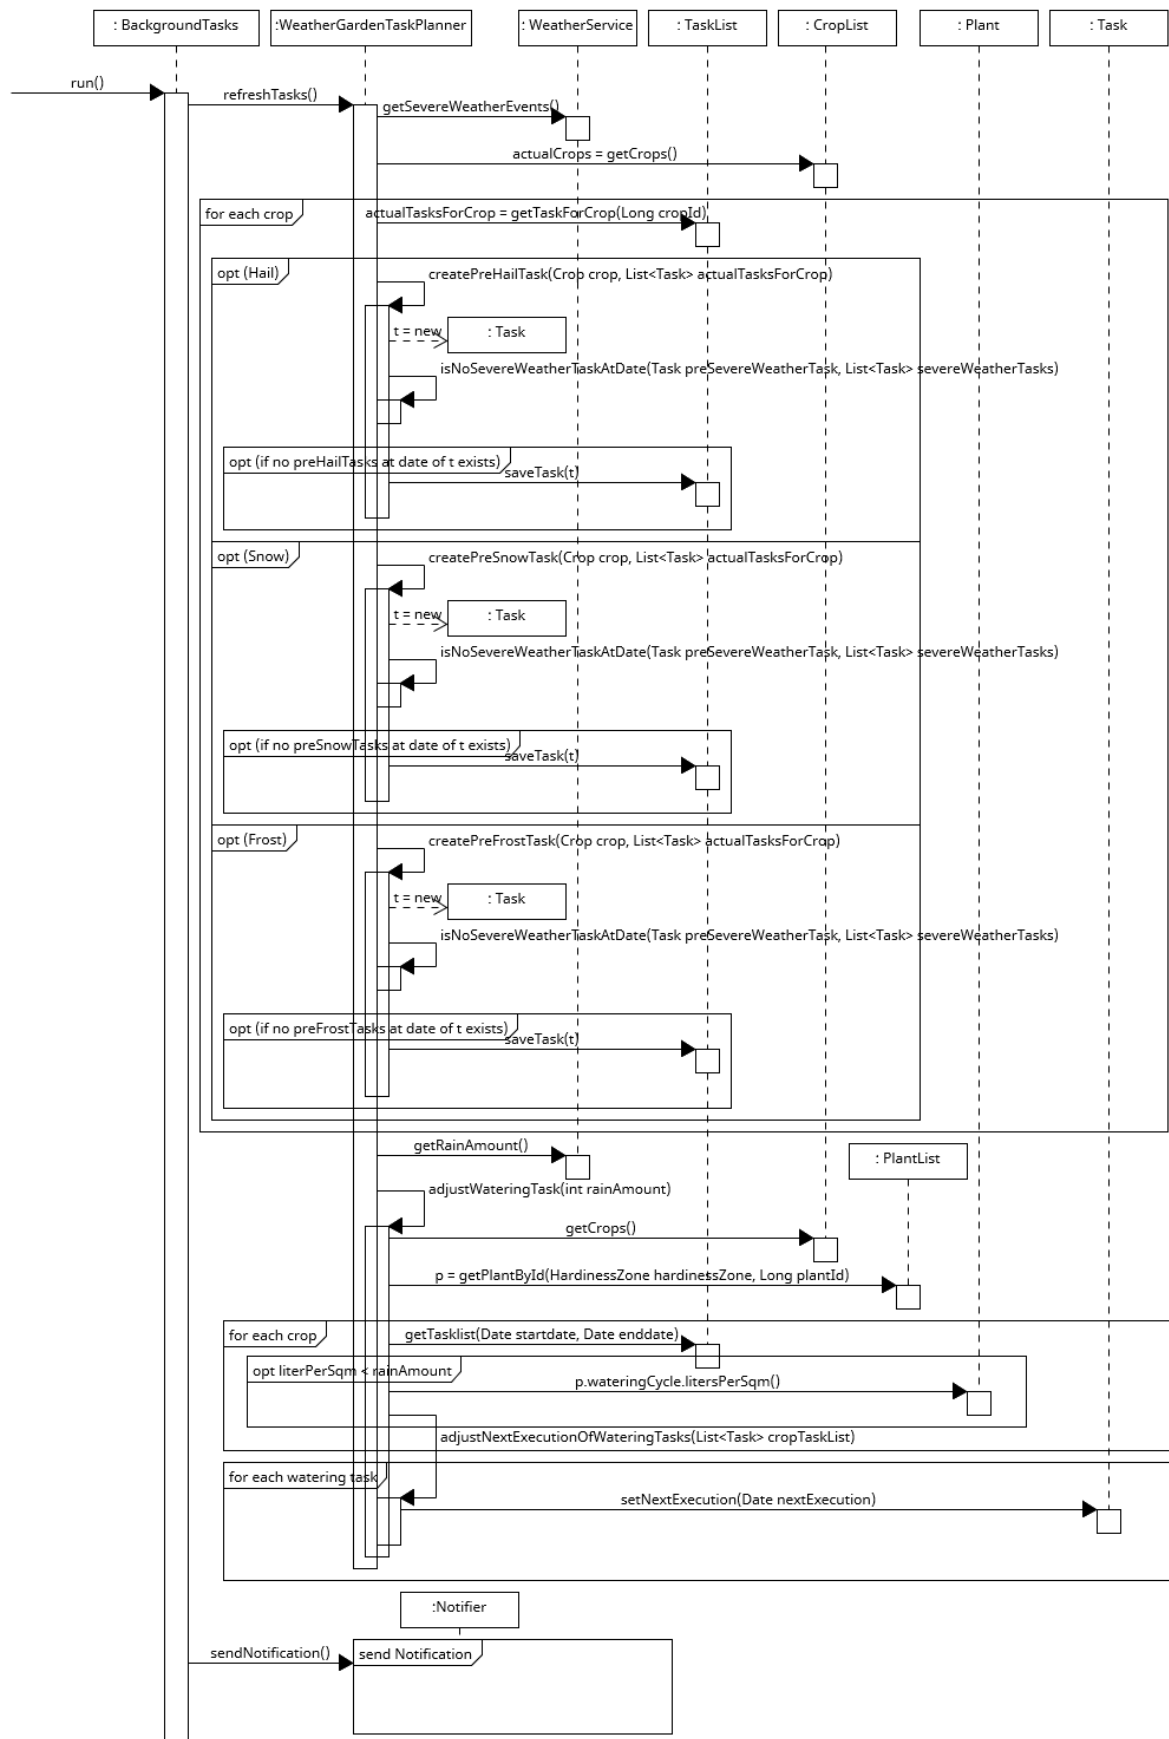 : BackgroundTasks
:WeatherGardenTaskPlanner
: WeatherService
: TaskList
: CropList
: Plant
: Task
run()
refreshTasks()
getSevereWeatherEvents()
actualCrops = getCrops()
for each crop
actualTasksForCrop = getTaskForCrop(Long cropId)
opt (Hail)
createPreHailTask(Crop crop, List<Task> actualTasksForCrop)
t = new
: Task
isNoSevereWeatherTaskAtDate(Task preSevereWeatherTask, List<Task> severeWeatherTasks)
opt (if no preHailTasks at date of t exists)
saveTask(t)
opt (Snow)
createPreSnowTask(Crop crop, List<Task> actualTasksForCrop)
t = new
: Task
isNoSevereWeatherTaskAtDate(Task preSevereWeatherTask, List<Task> severeWeatherTasks)
opt (if no preSnowTasks at date of t exists)
saveTask(t)
opt (Frost)
createPreFrostTask(Crop crop, List<Task> actualTasksForCrop)
t = new
: Task
isNoSevereWeatherTaskAtDate(Task preSevereWeatherTask, List<Task> severeWeatherTasks)
opt (if no preFrostTasks at date of t exists)
saveTask(t)
getRainAmount()
: PlantList
adjustWateringTask(int rainAmount)
getCrops()
p = getPlantById(HardinessZone hardinessZone, Long plantId)
for each crop
getTasklist(Date startdate, Date enddate)
opt literPerSqm < rainAmount
p.wateringCycle.litersPerSqm()
adjustNextExecutionOfWateringTasks(List<Task> cropTaskList)
for each watering task
setNextExecution(Date nextExecution)
:Notifier
sendNotification()
send Notification